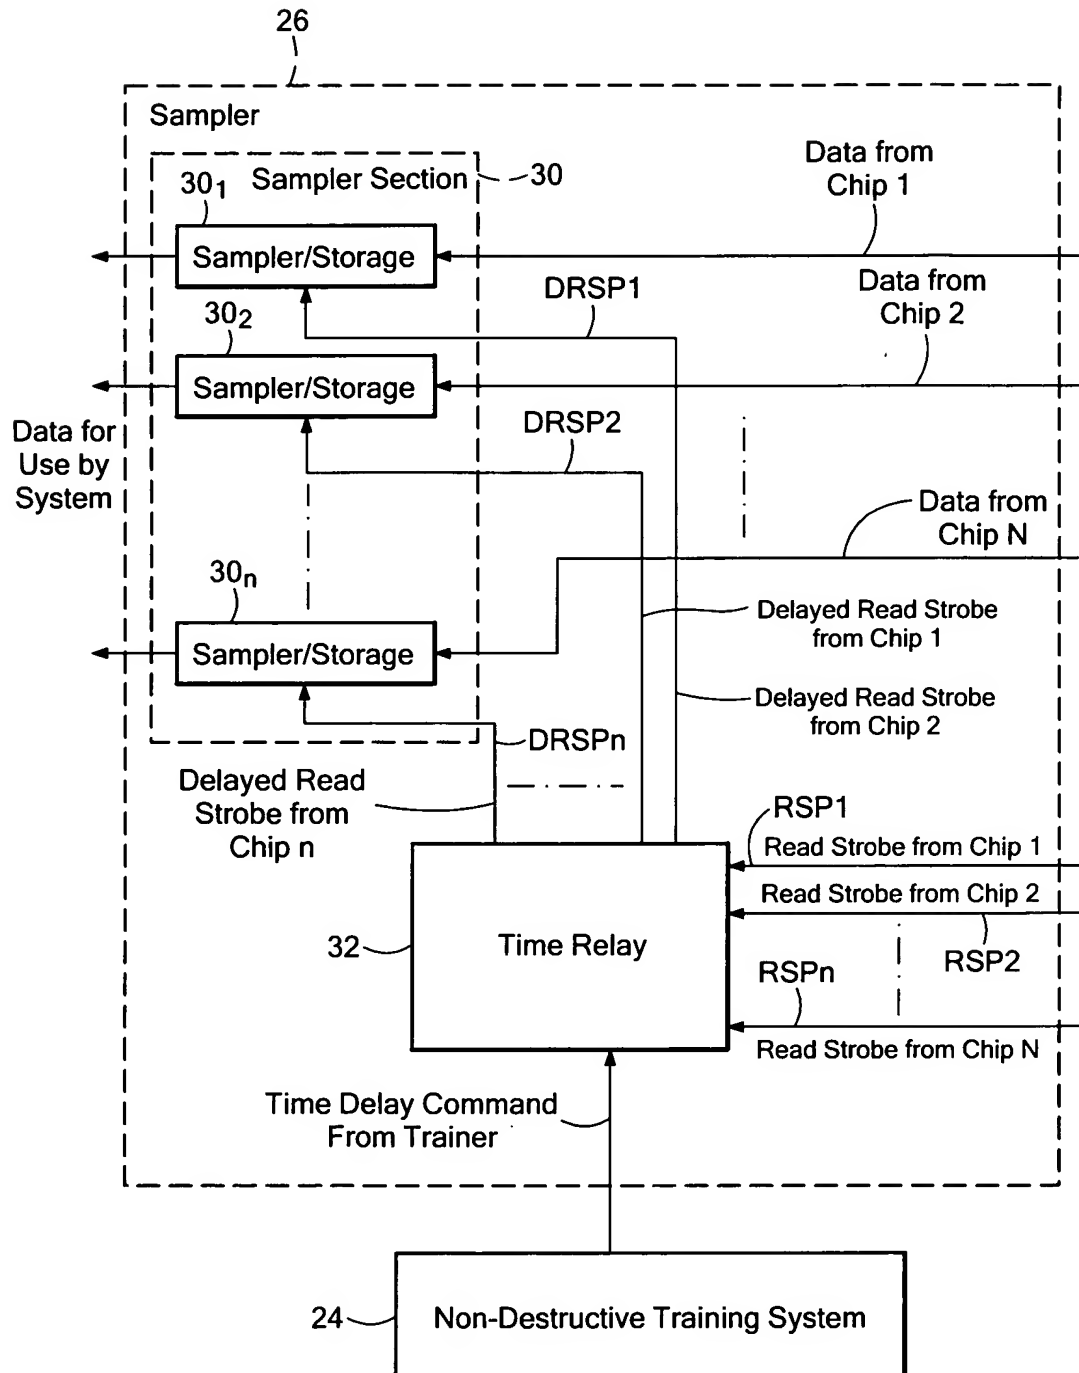 26
Sampler
Sampler Section
30
30₁
Sampler/Storage
Data from
Chip 1
DRSP1
Data from
Chip 2
30₂
Sampler/Storage
Data for
Use by
System
DRSP2
Data from
Chip N
30ₙ
Sampler/Storage
Delayed Read Strobe
from Chip 1
Delayed Read Strobe
from Chip 2
DRSPn
Delayed Read
Strobe from
Chip n
RSP1
Read Strobe from Chip 1
Read Strobe from Chip 2
RSP2
32
Time Relay
RSPn
Read Strobe from Chip N
Time Delay Command
From Trainer
24
Non-Destructive Training System